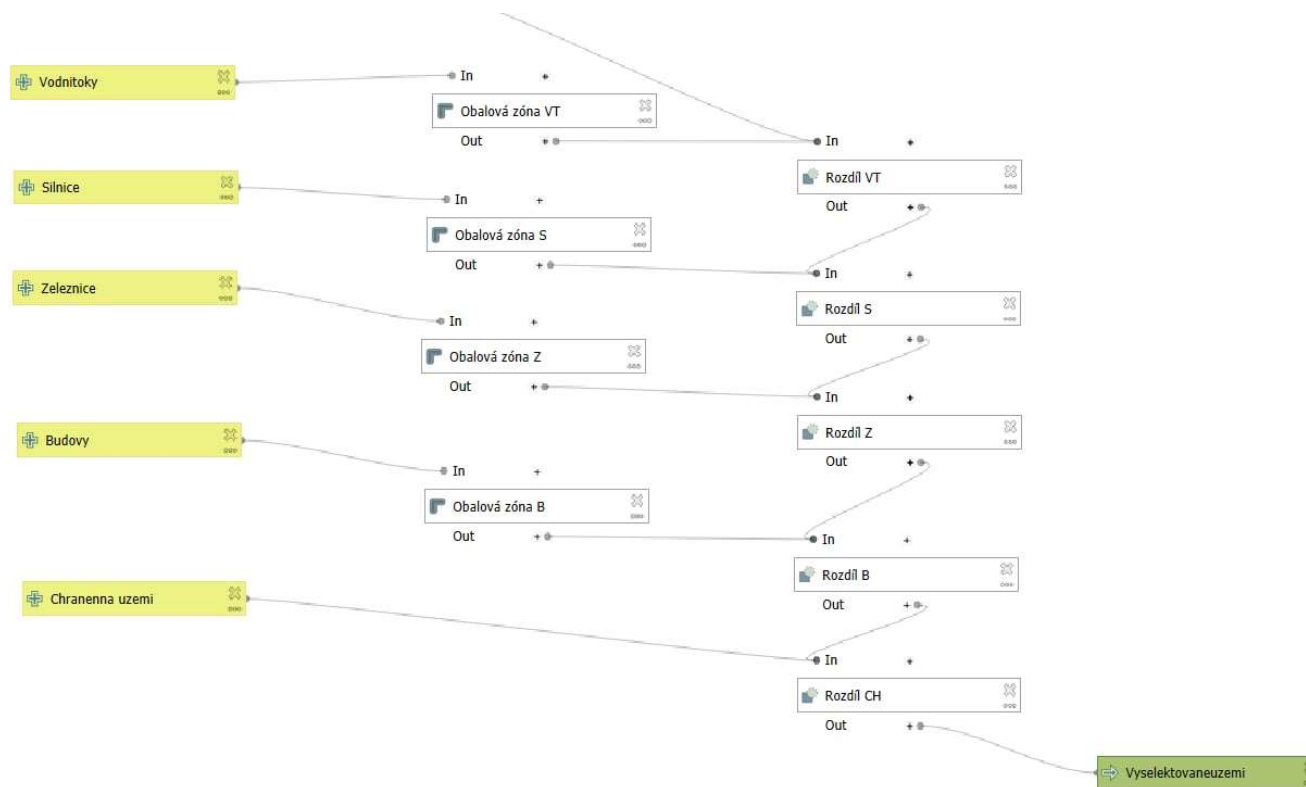 Vodnitoky
In
+
Obalová zóna VT
Out
+
In
+
Rozdíl VT
Out
+
Silnice
In
+
Obalová zóna S
Out
+
In
+
Rozdíl S
Out
+
Zeleznice
In
+
Obalová zóna Z
Out
+
In
+
Rozdíl Z
Out
+
Budovy
In
+
Obalová zóna B
Out
+
In
+
Rozdíl B
Out
+
Chranenna uzemi
In
+
Rozdíl CH
Out
+
Vyselektovaneuzemi